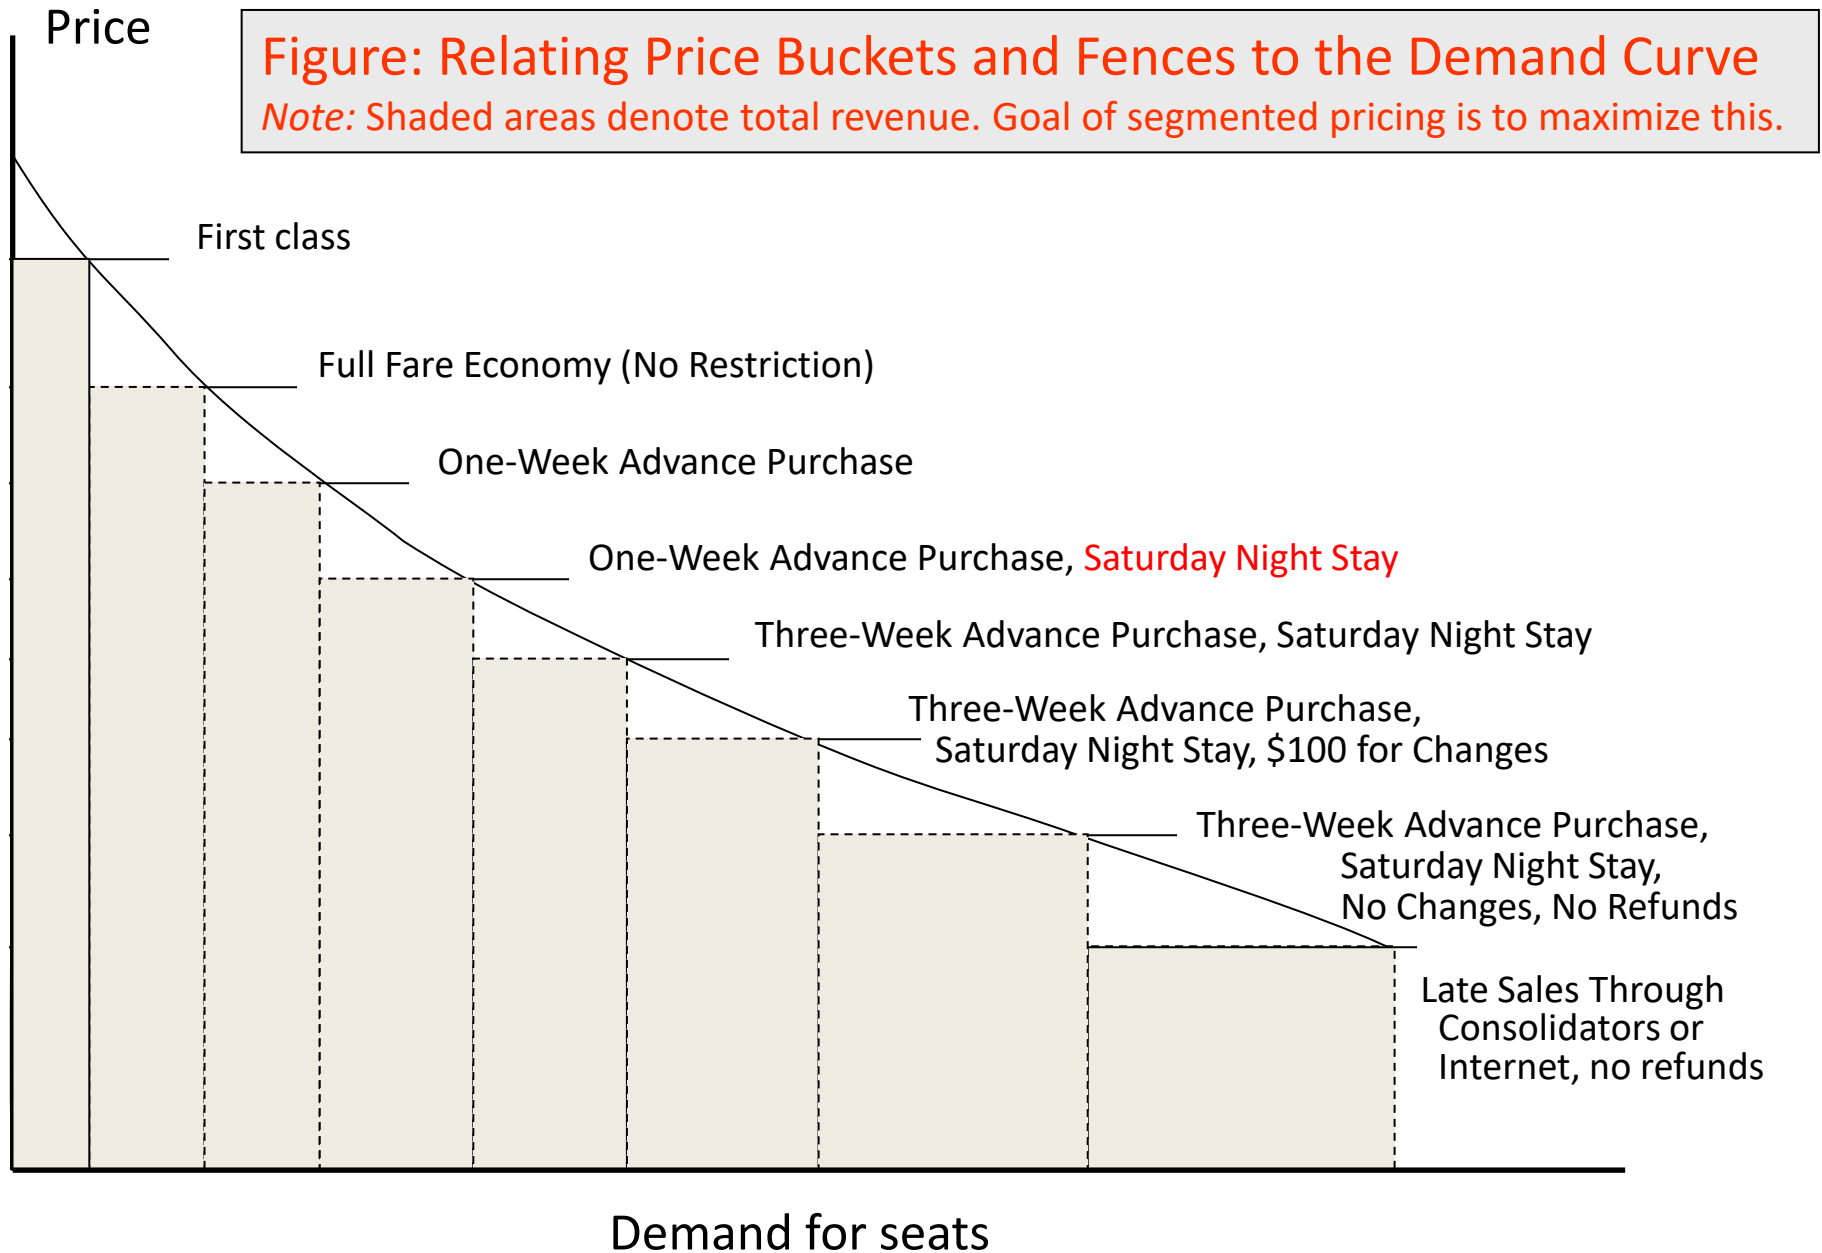 Price
Figure: Relating Price Buckets and Fences to the Demand Curve
Note: Shaded areas denote total revenue. Goal of segmented pricing is to maximize this.
First class
Full Fare Economy (No Restriction)
One-Week Advance Purchase
One-Week Advance Purchase, Saturday Night Stay
Three-Week Advance Purchase, Saturday Night Stay
Three-Week Advance Purchase,
Saturday Night Stay, $100 for Changes
Three-Week Advance Purchase,
Saturday Night Stay,
No Changes, No Refunds
Late Sales Through
Consolidators or
Internet, no refunds
Demand for seats